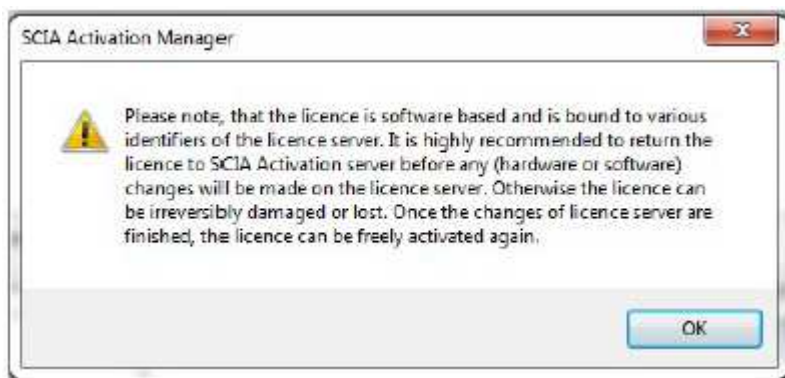 SCIA Activation Manager
Please note, that the licence is software based and is bound to various
identifiers of the licence server. It is highly recommended to return the
licence to SCIA Activation server before any (hardware or software)
changes will be made on the licence server. Otherwise the licence can
be irreversibly damaged or lost. Once the changes of licence server are
finished, the licence can be freely activated again.
OK